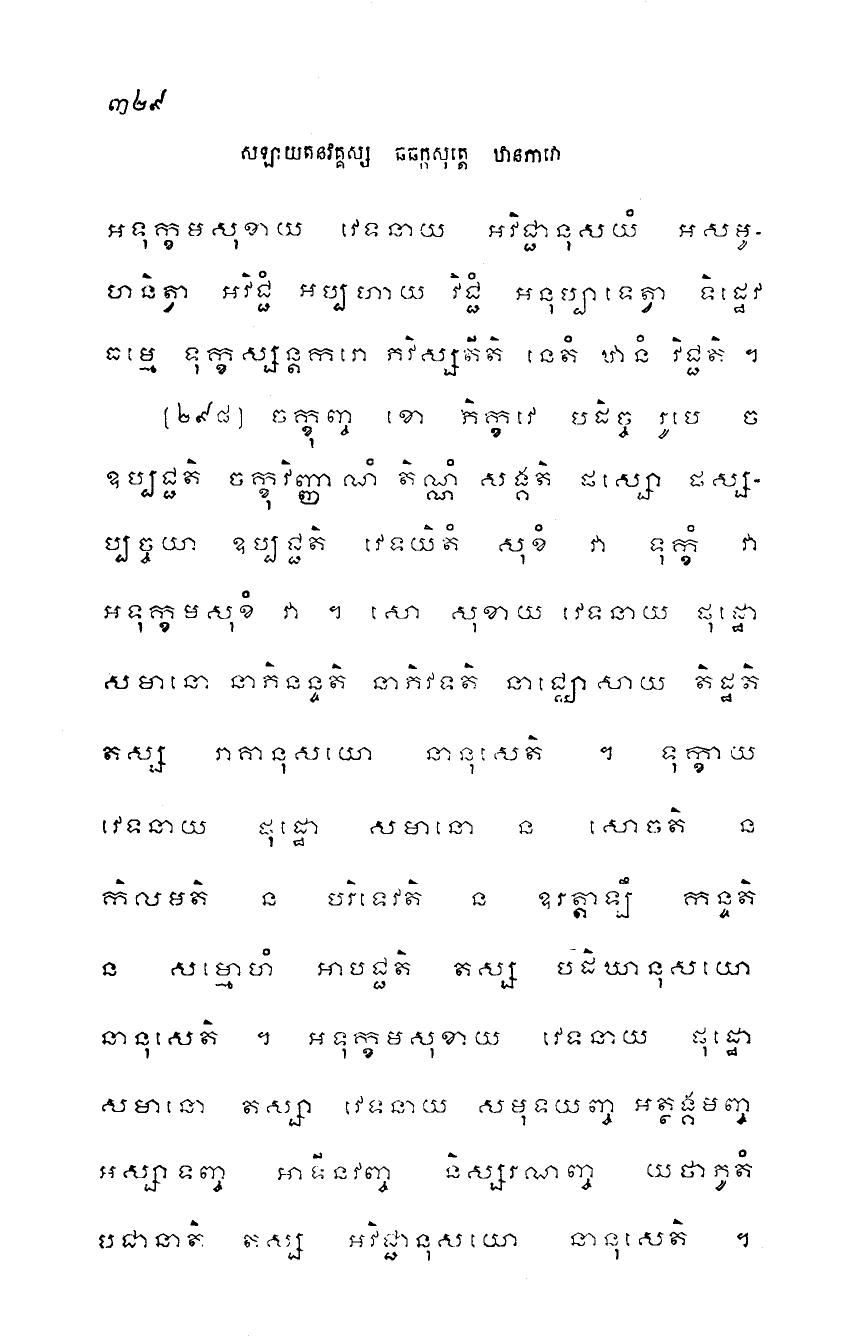 ៣២៩
សឡាយតនវគ្គស្ស ឆឆក្កសុត្តេ ឋានភាវោ
អទុក្ខមសុខាយ វេទនាយ អវិជ្ជានុសយំ អសមូ-
ហនិត្វា អវិជ្ជំ អប្បហាយ វិជ្ជំ អនុប្បាទេត្វា ទិដ្ឋេវ
ធម្មេ ទុក្ខស្សន្តករោ ភវិស្សតីតិ នេតំ ឋានំ វិជ្ជតិ ។
[២៩៨] ចក្ខុញ្ច ខោ ភិក្ខវេ បដិច្ច រូបេ ច
ឧប្បជ្ជតិ ចក្ខុវិញ្ញាណំ តិណ្ណំ សង្គតិ ផស្សោ ផស្ស-
ប្បច្ចយា ឧប្បជ្ជតិ វេទយិតំ សុខំ វា ទុក្ខំ វា
អទុក្ខមសុខំ វា ។ សោ សុខាយ វេទនាយ ផុដ្ឋោ
សមានោ នាភិនន្ទតិ នាភិវទតិ នាជ្ឈោសាយ តិដ្ឋតិ
តស្ស រាគានុសយោ នានុសេតិ ។ ទុក្ខាយ
វេទនាយ ផុដ្ឋោ សមានោ ន សោចតិ ន
កិលមតិ ន បរិទេវតិ ន ឧរត្តាឡឹ កន្ទតិ
ន សម្មោហំ អាបជ្ជតិ តស្ស បដិឃានុសយោ
នានុសេតិ ។ អទុក្ខមសុខាយ វេទនាយ ផុដ្ឋោ
សមានោ តស្សា វេទនាយ សមុទយញ្ច អត្ថង្គមញ្ច
អស្សាទញ្ច អាទីនវញ្ច និស្សរណញ្ច យថាភូតំ
បជានាតិ តស្ស អវិជ្ជានុសយោ នានុសេតិ ។